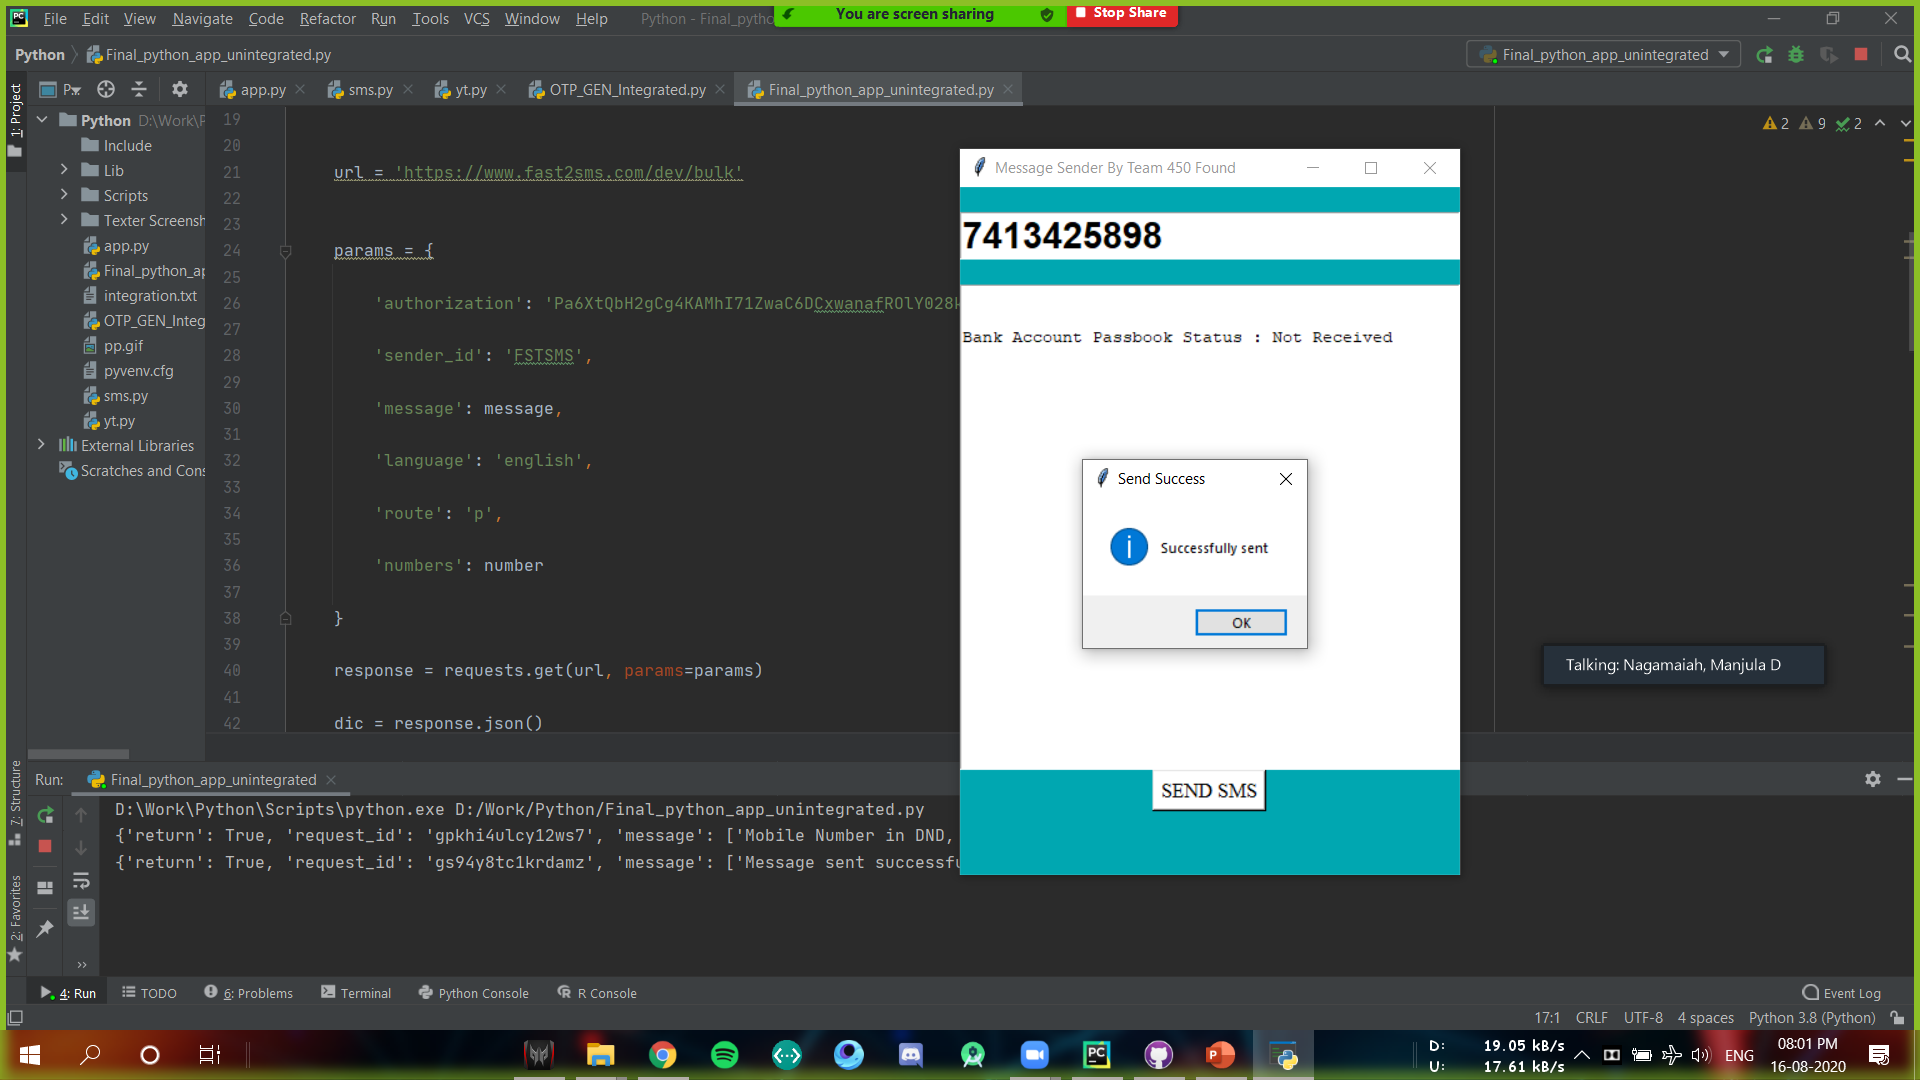 File Edit View Navigate Code Refactor Run Tools VCS Window Help Python - Final_pytho
You are screen sharing Stop Share
Python Final_python_app_unintegrated.py
Final_python_app_unintegrated
1: Project
app.py sms.py yt.py OTP_GEN_Integrated.py Final_python_app_unintegrated.py
Python D:\Work\P
Include
Lib
Scripts
Texter Screensh
app.py
Final_python_ap
integration.txt
OTP_GEN_Integ
pp.gif
pyvenv.cfg
sms.py
yt.py
External Libraries
Scratches and Cons
2 9 2
19
20
21 url = 'https://www.fast2sms.com/dev/bulk'
22
23
24 params = {
25
26 'authorization': 'Pa6XtQbH2gCg4KAMhI71ZwaC6DCxwanafROlY028k
27
28 'sender_id': 'FSTSMS',
29
30 'message': message,
31
32 'language': 'english',
33
34 'route': 'p',
35
36 'numbers': number
37
38 }
39
40 response = requests.get(url, params=params)
41
42 dic = response.json()
Message Sender By Team 450 Found
7413425898
Bank Account Passbook Status : Not Received
Send Success
Successfully sent
OK
SEND SMS
Talking: Nagamaiah, Manjula D
7: Structure
2: Favorites
Run: Final_python_app_unintegrated
D:\Work\Python\Scripts\python.exe D:/Work/Python/Final_python_app_unintegrated.py
{'return': True, 'request_id': 'gpkhi4ulcy12ws7', 'message': ['Mobile Number in DND,
{'return': True, 'request_id': 'gs94y8tc1krdamz', 'message': ['Message sent successfu
4: Run TODO 6: Problems Terminal Python Console R Console Event Log
17:1 CRLF UTF-8 4 spaces Python 3.8 (Python)
D: 19.05 kB/s
U: 17.61 kB/s
ENG
08:01 PM
16-08-2020